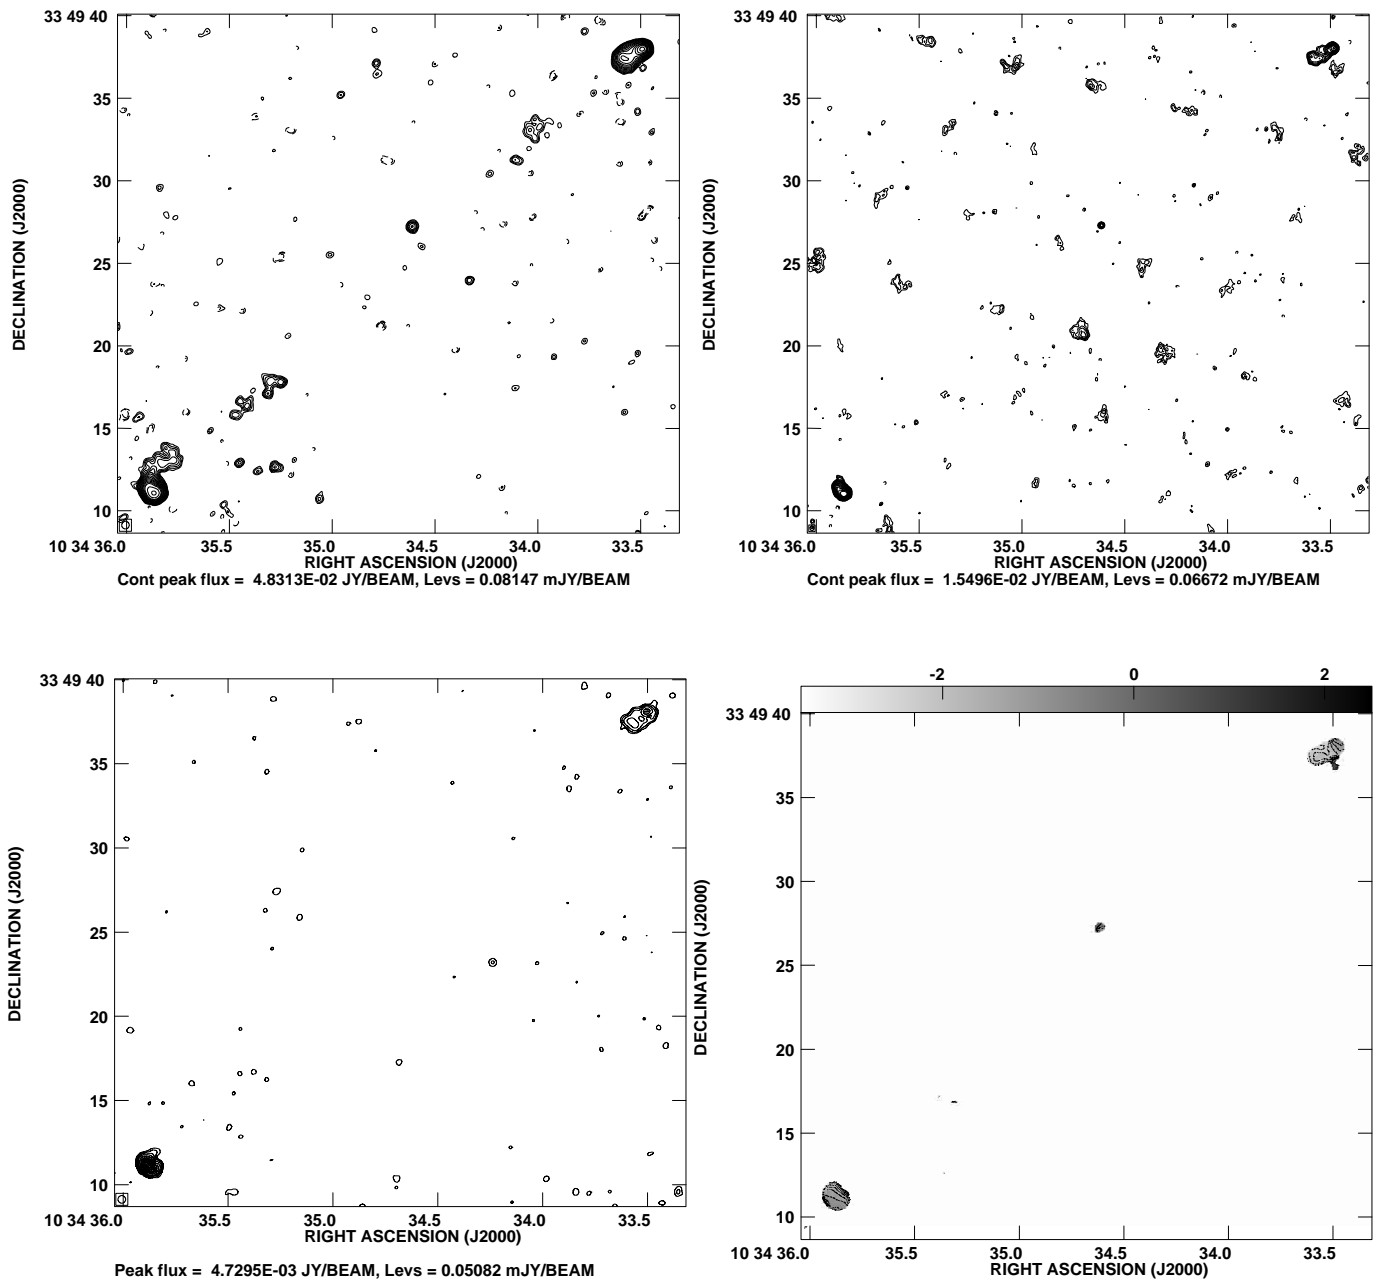 33 49 40
35
30
25
20
15
10
DECLINATION (J2000)
10 34 36.0 35.5 35.0 34.5 34.0 33.5
RIGHT ASCENSION (J2000)
Cont peak flux = 4.8313E-02 JY/BEAM, Levs = 0.08147 mJY/BEAM
33 49 40
35
30
25
20
15
10
DECLINATION (J2000)
10 34 36.0 35.5 35.0 34.5 34.0 33.5
RIGHT ASCENSION (J2000)
Cont peak flux = 1.5496E-02 JY/BEAM, Levs = 0.06672 mJY/BEAM
33 49 40
35
30
25
20
15
10
DECLINATION (J2000)
10 34 36.0 35.5 35.0 34.5 34.0 33.5
RIGHT ASCENSION (J2000)
Peak flux = 4.7295E-03 JY/BEAM, Levs = 0.05082 mJY/BEAM
-2 0 2
33 49 40
35
30
25
20
15
10
DECLINATION (J2000)
10 34 36.0 35.5 35.0 34.5 34.0 33.5
RIGHT ASCENSION (J2000)